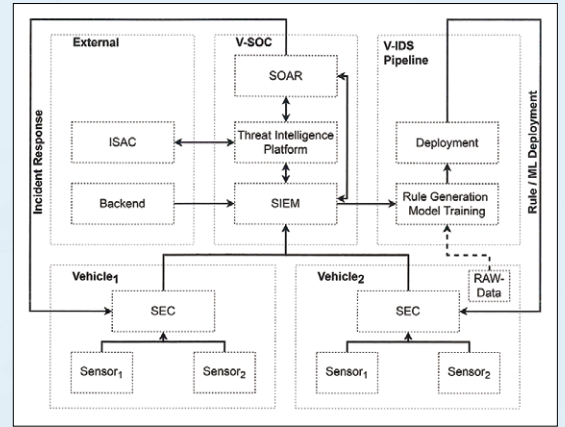 External
V-SOC
V-IDS
Pipeline
SOAR
ISAC
Threat Intelligence
Platform
Deployment
Backend
SIEM
Rule Generation
Model Training
Incident Response
Rule / ML Deployment
Vehicle1
Vehicle2
RAW-
Data
SEC
SEC
Sensor1
Sensor2
Sensor1
Sensor2